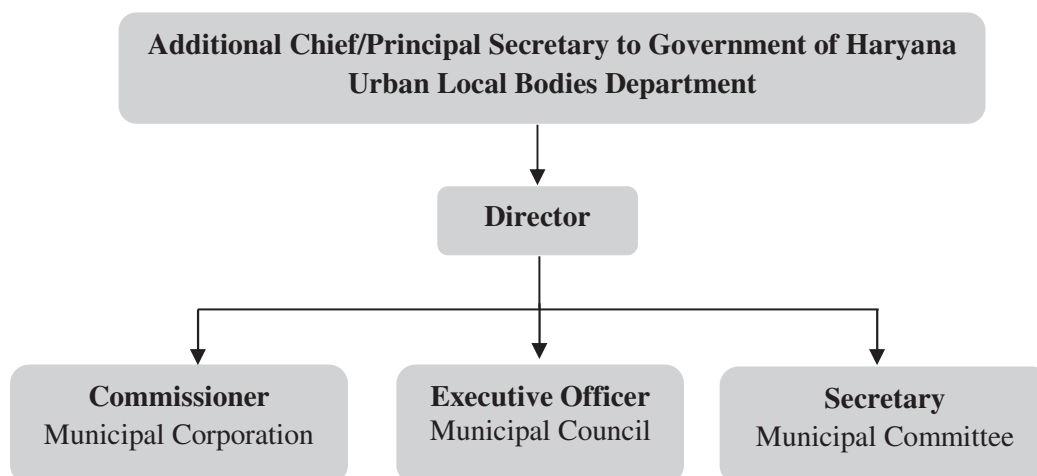 Additional Chief/Principal Secretary to Government of Haryana
Urban Local Bodies Department
Director
Commissioner
Municipal Corporation
Executive Officer
Municipal Council
Secretary
Municipal Committee